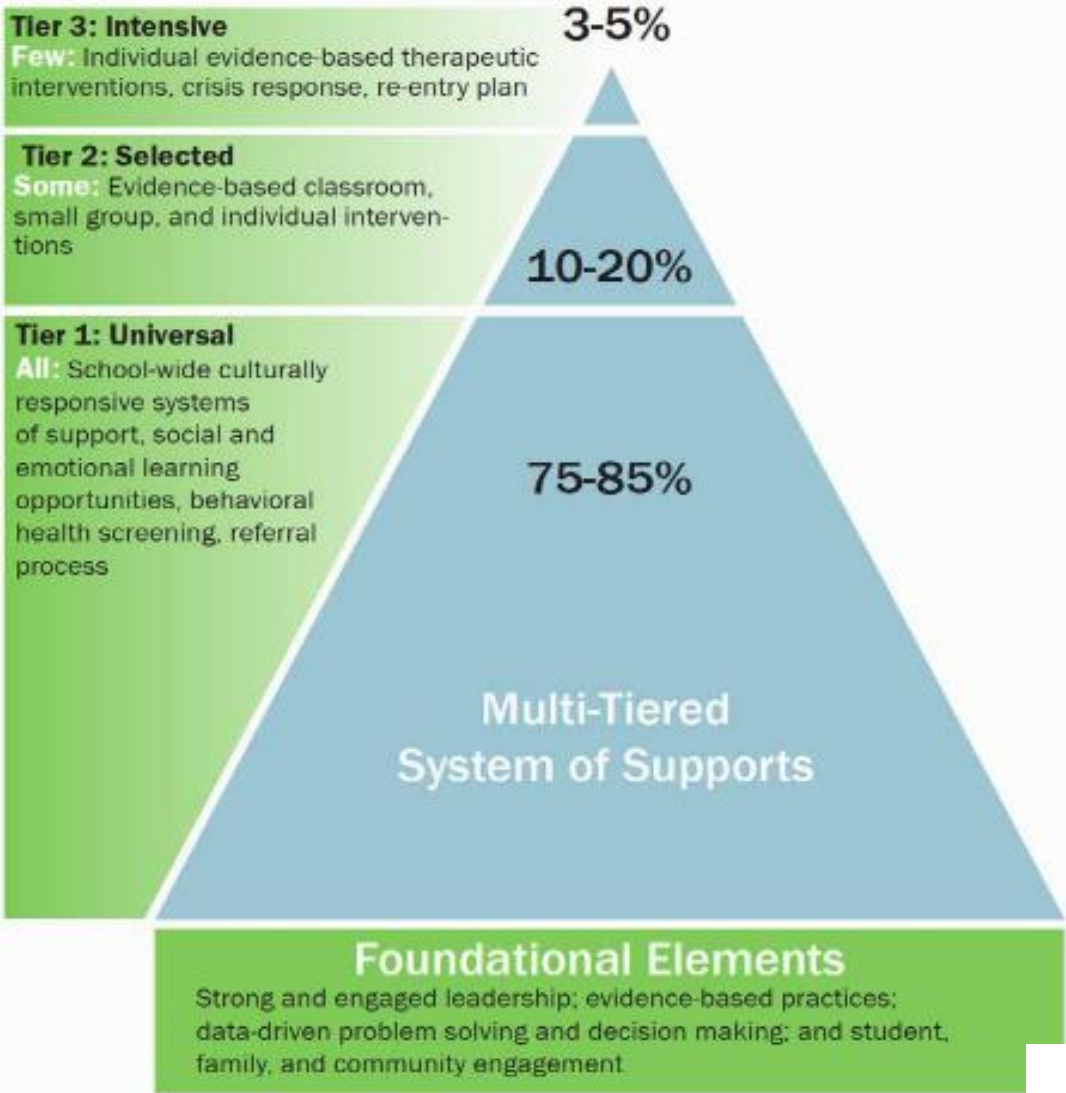 3-5%
Tier 3: Intensive
Few: Individual evidence-based therapeutic
interventions, crisis response, re-entry plan
Tier 2: Selected
Some: Evidence-based classroom,
small group, and individual interven-
tions
10-20%
Tier 1: Universal
All: School-wide culturally
responsive systems
of support, social and
emotional learning
opportunities, behavioral
health screening, referral
process
75-85%
Multi-Tiered
System of Supports
Foundational Elements
Strong and engaged leadership; evidence-based practices;
data-driven problem solving and decision making; and student,
family, and community engagement